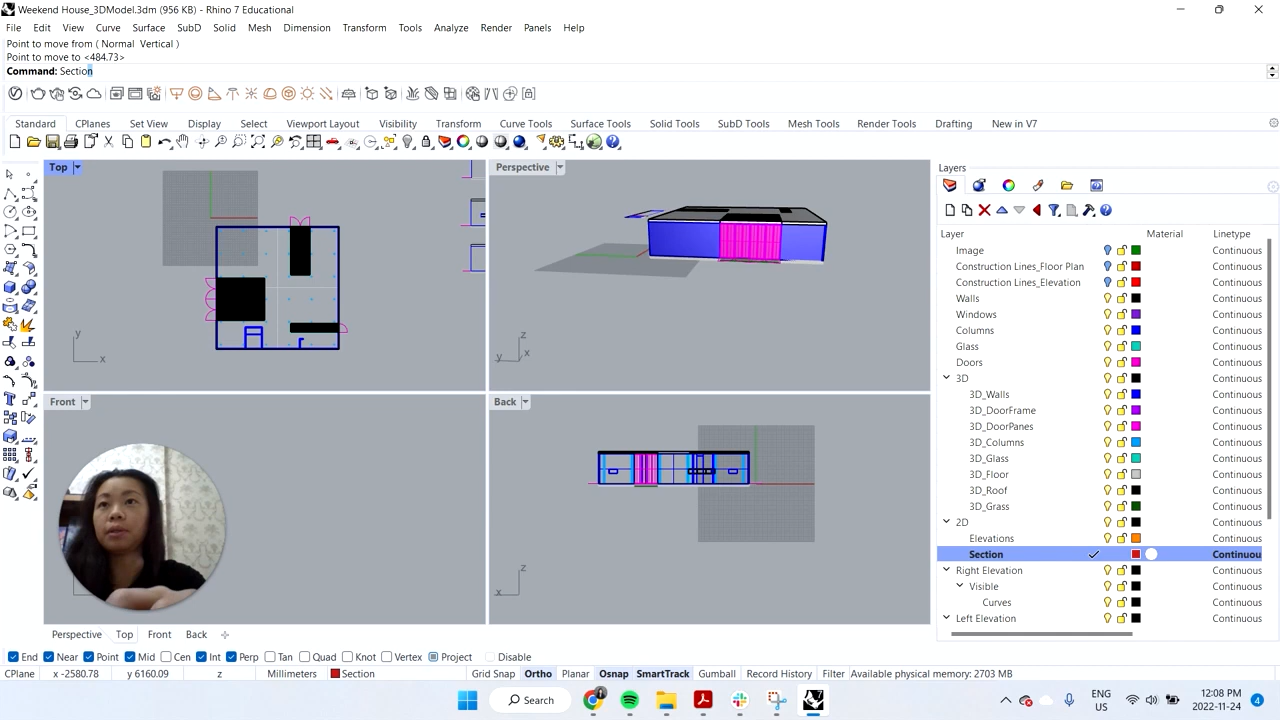 Weekend House_3DModel.3dm (956 KB) - Rhino 7 Educational
File Edit View Curve Surface SubD Solid Mesh Dimension Transform Tools Analyze Render Panels Help
Point to move from ( Normal Vertical )
Point to move to <484.73>
Command: Section
Standard CPlanes Set View Display Select Viewport Layout Visibility Transform Curve Tools Surface Tools Solid Tools SubD Tools Mesh Tools Render Tools Drafting New in V7
Top
y
x
Perspective
z
y x
Front
Back
z
x
Layers
Layer Material Linetype
Image Continuous
Construction Lines_Floor Plan Continuous
Construction Lines_Elevation Continuous
Walls Continuous
Windows Continuous
Columns Continuous
Glass Continuous
Doors Continuous
3D Continuous
3D_Walls Continuous
3D_DoorFrame Continuous
3D_DoorPanes Continuous
3D_Columns Continuous
3D_Glass Continuous
3D_Floor Continuous
3D_Roof Continuous
3D_Grass Continuous
2D Continuous
Elevations Continuous
Section Continuou
Right Elevation Continuous
Visible Continuous
Curves Continuous
Left Elevation Continuous
Perspective Top Front Back
End Near Point Mid Cen Int Perp Tan Quad Knot Vertex Project Disable
CPlane x -2580.78 y 6160.09 z Millimeters Section Grid Snap Ortho Planar Osnap SmartTrack Gumball Record History Filter Available physical memory: 2703 MB
Search
ENG
US
12:08 PM
2022-11-24
4